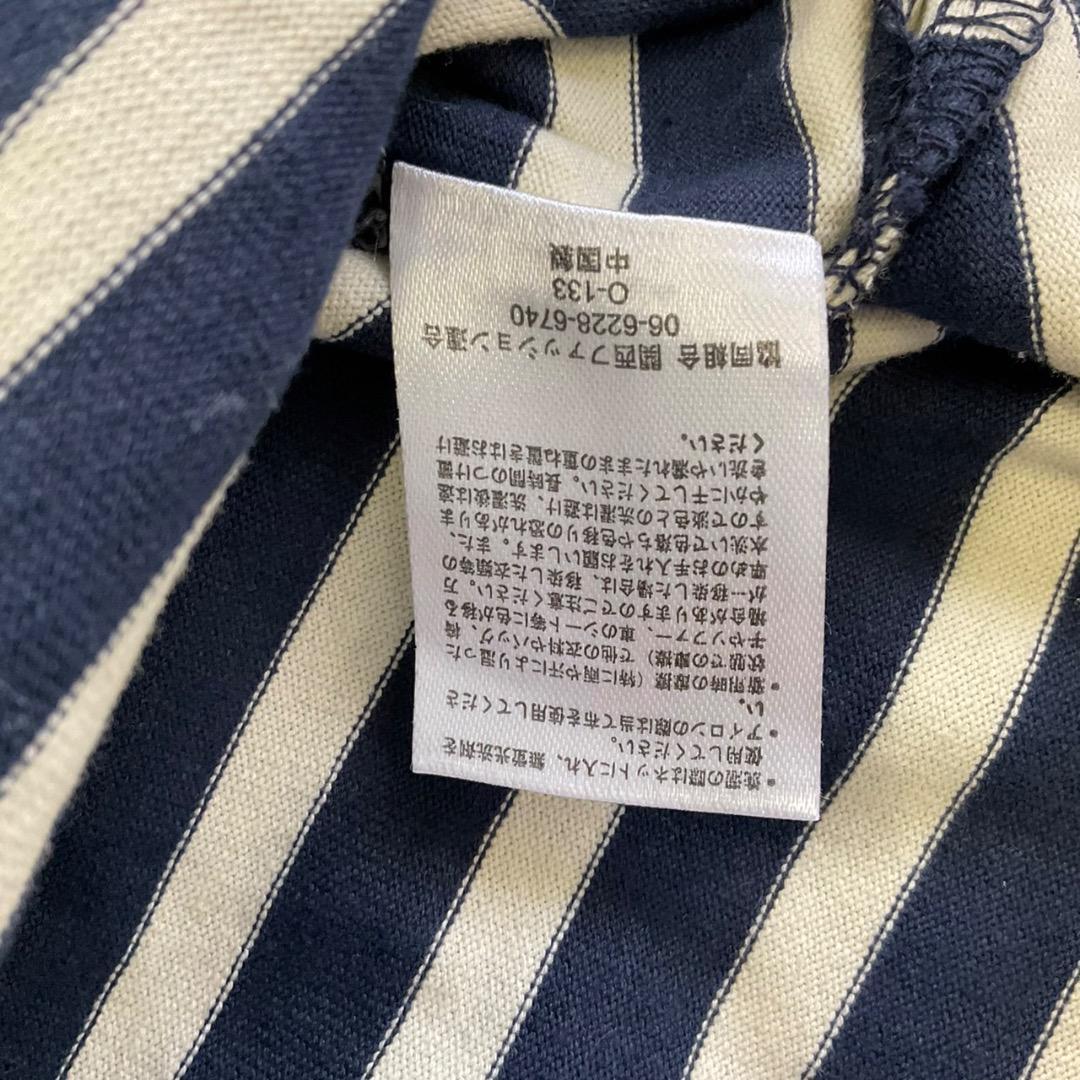 ・洗濯の際はネットに入れ、無蛍光洗剤を
使用してください。
・アイロンの際は当て布を使用してくださ
い。
・着用時の摩擦（特に雨や汗により湿った
状態での摩擦）で他の衣料やバッグ、椅
子やソファー、車のシート等に色が移る
場合がありますのでご注意ください。万
が一移染した場合は、移染した衣類等の
早めのお手入れをお願いします。また、
水洗いで色落ちや色移りの恐れがありま
すので淡色との洗濯は避け、洗濯後は速
やかに干してください。長時間のつけ置
き洗いや濡れたままの重ね置きはお避け
ください。
協同組合 関西ファッション連合
06-6228-6740
O-133
中国製